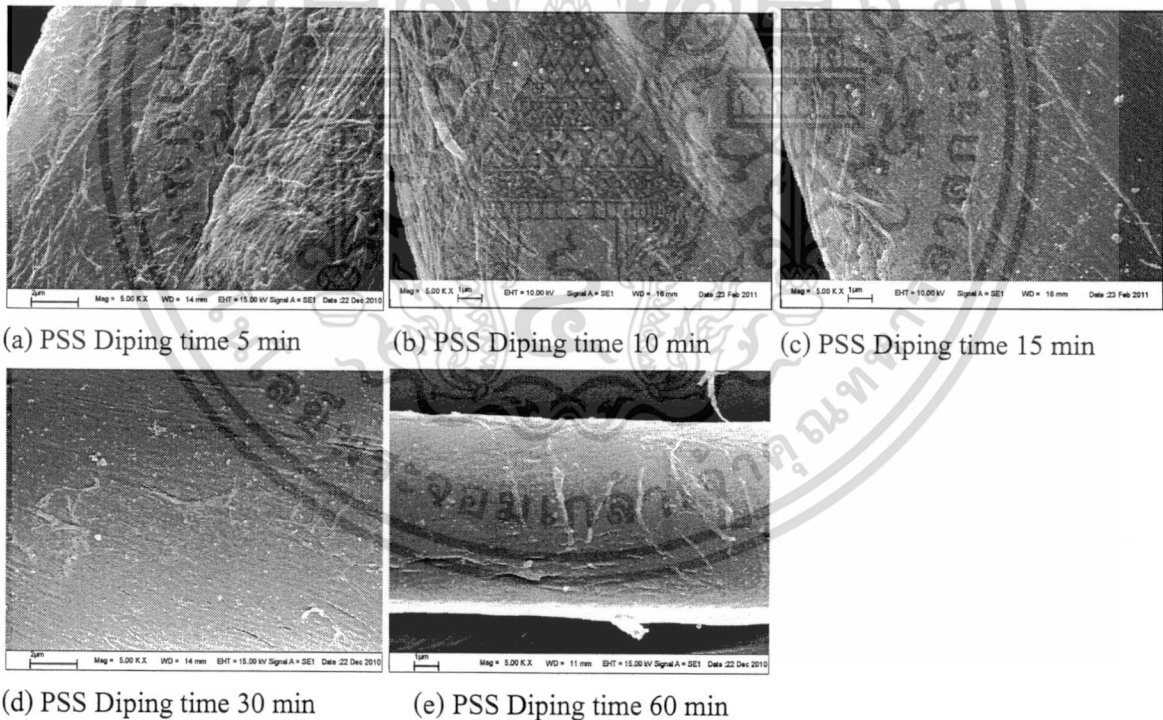 2µm Mag = 5.00 K X WD = 14 mm EHT = 15.00 kV Signal A = SE1 Date :22 Dec 2010
Mag = 5.00 K X 1µm EHT = 10.00 kV Signal A = SE1 WD = 16 mm Date :23 Feb 2011
Mag = 5.00 K X 1µm EHT = 10.00 kV Signal A = SE1 WD = 16 mm Date :23 Feb 2011
(a) PSS Diping time 5 min
(b) PSS Diping time 10 min
(c) PSS Diping time 15 min
2µm Mag = 5.00 K X WD = 14 mm EHT = 15.00 kV Signal A = SE1 Date :22 Dec 2010
1µm Mag = 5.00 K X WD = 11 mm EHT = 15.00 kV Signal A = SE1 Date :22 Dec 2010
(d) PSS Diping time 30 min
(e) PSS Diping time 60 min